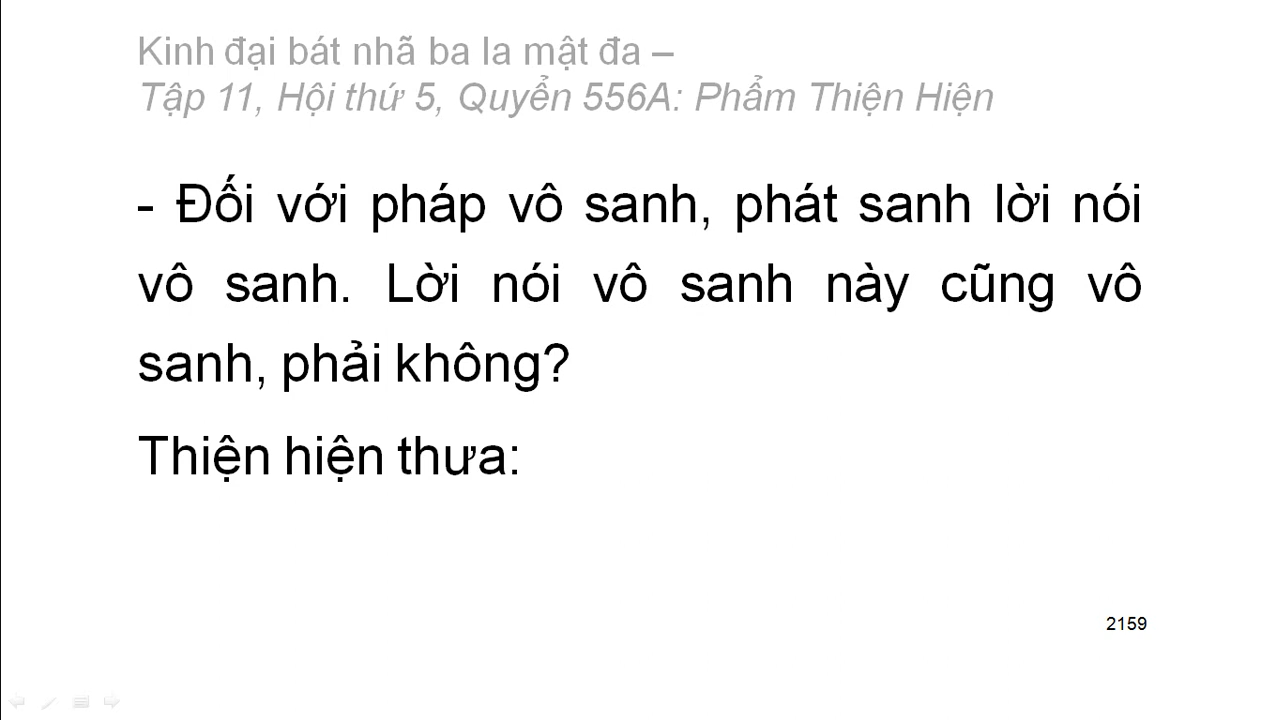 Kinh đại bát nhã ba la mật đa –
Tập 11, Hội thứ 5, Quyển 556A: Phẩm Thiện Hiện
- Đối với pháp vô sanh, phát sanh lời nói
vô sanh. Lời nói vô sanh này cũng vô
sanh, phải không?
Thiện hiện thưa:
2159